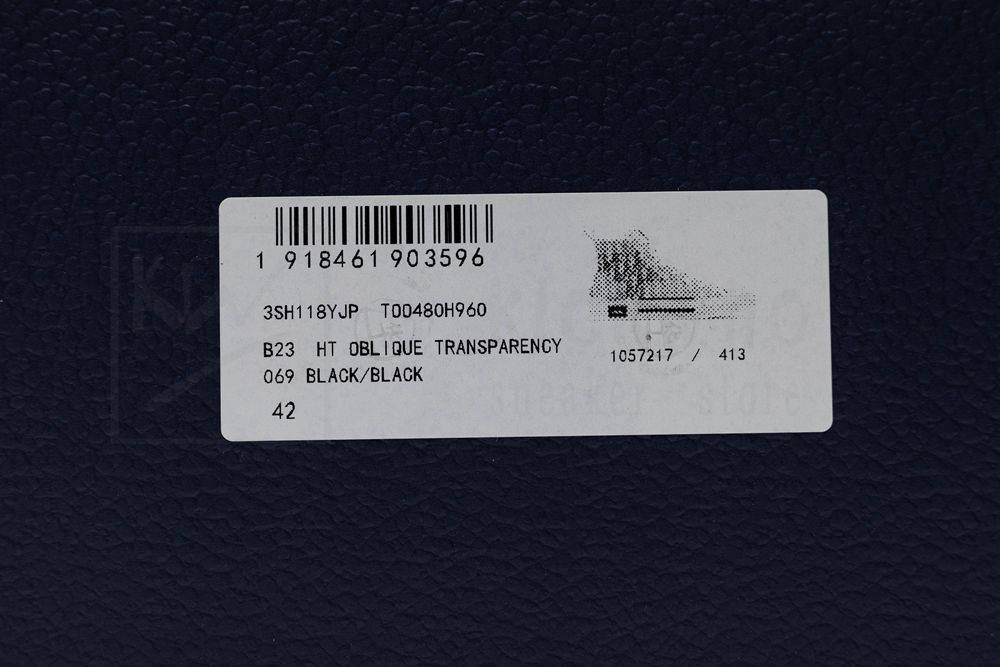 1 918461 903596
3SH118YJP T00480H960
B23 HT OBLIQUE TRANSPARENCY
069 BLACK/BLACK
42
1057217 / 413